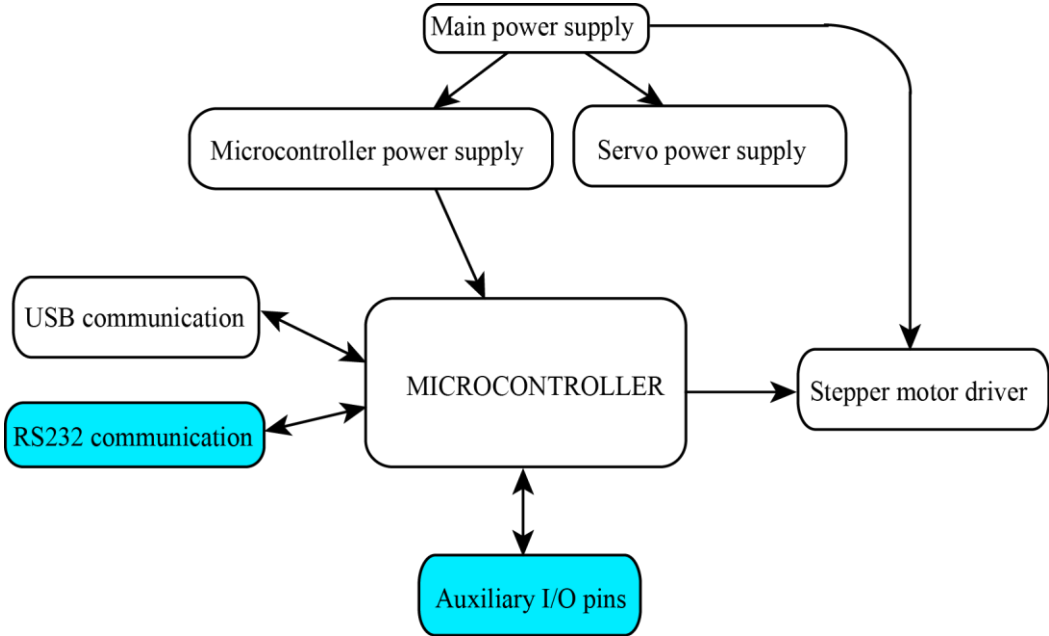 Main power supply
Microcontroller power supply
Servo power supply
USB communication
MICROCONTROLLER
Stepper motor driver
RS232 communication
Auxiliary I/O pins